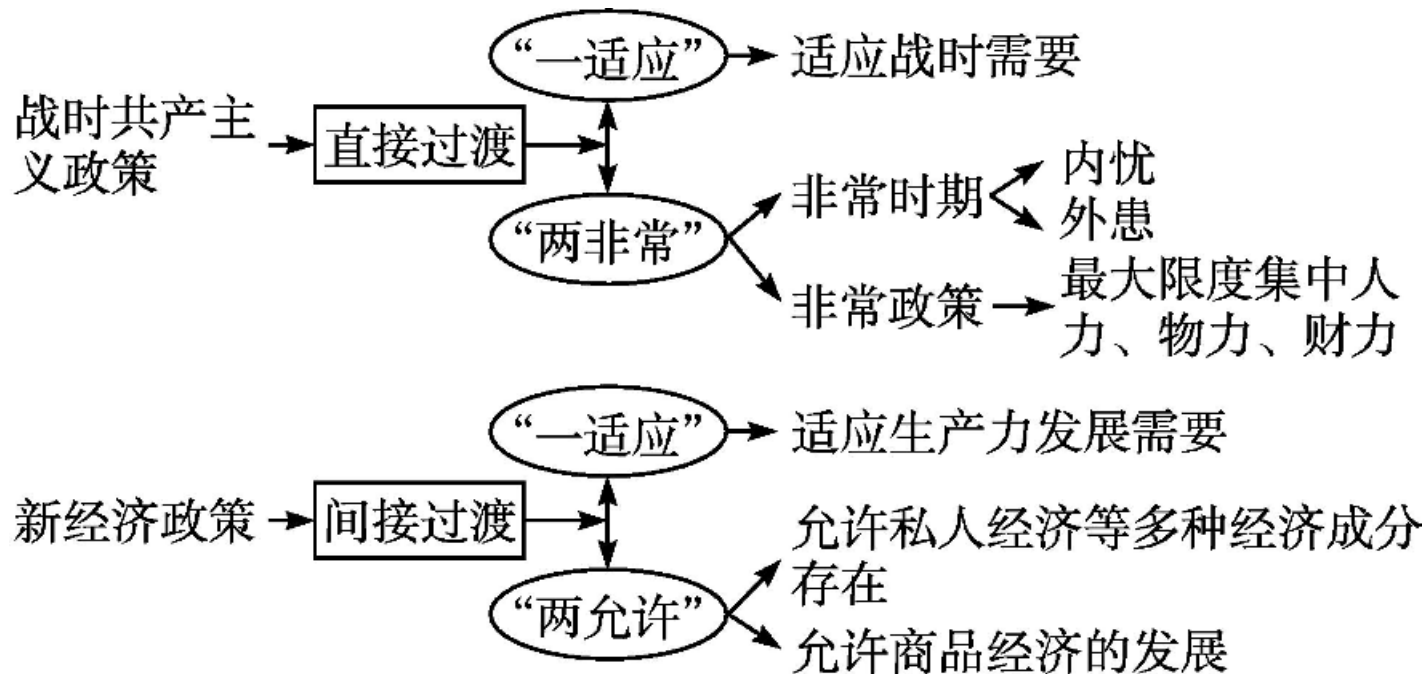 “一适应”
适应战时需要
战时共产主
义政策
直接过渡
“两非常”
非常时期
内忧
外患
非常政策
最大限度集中人
力、物力、财力
“一适应”
适应生产力发展需要
新经济政策
间接过渡
“两允许”
允许私人经济等多种经济成分
存在
允许商品经济的发展